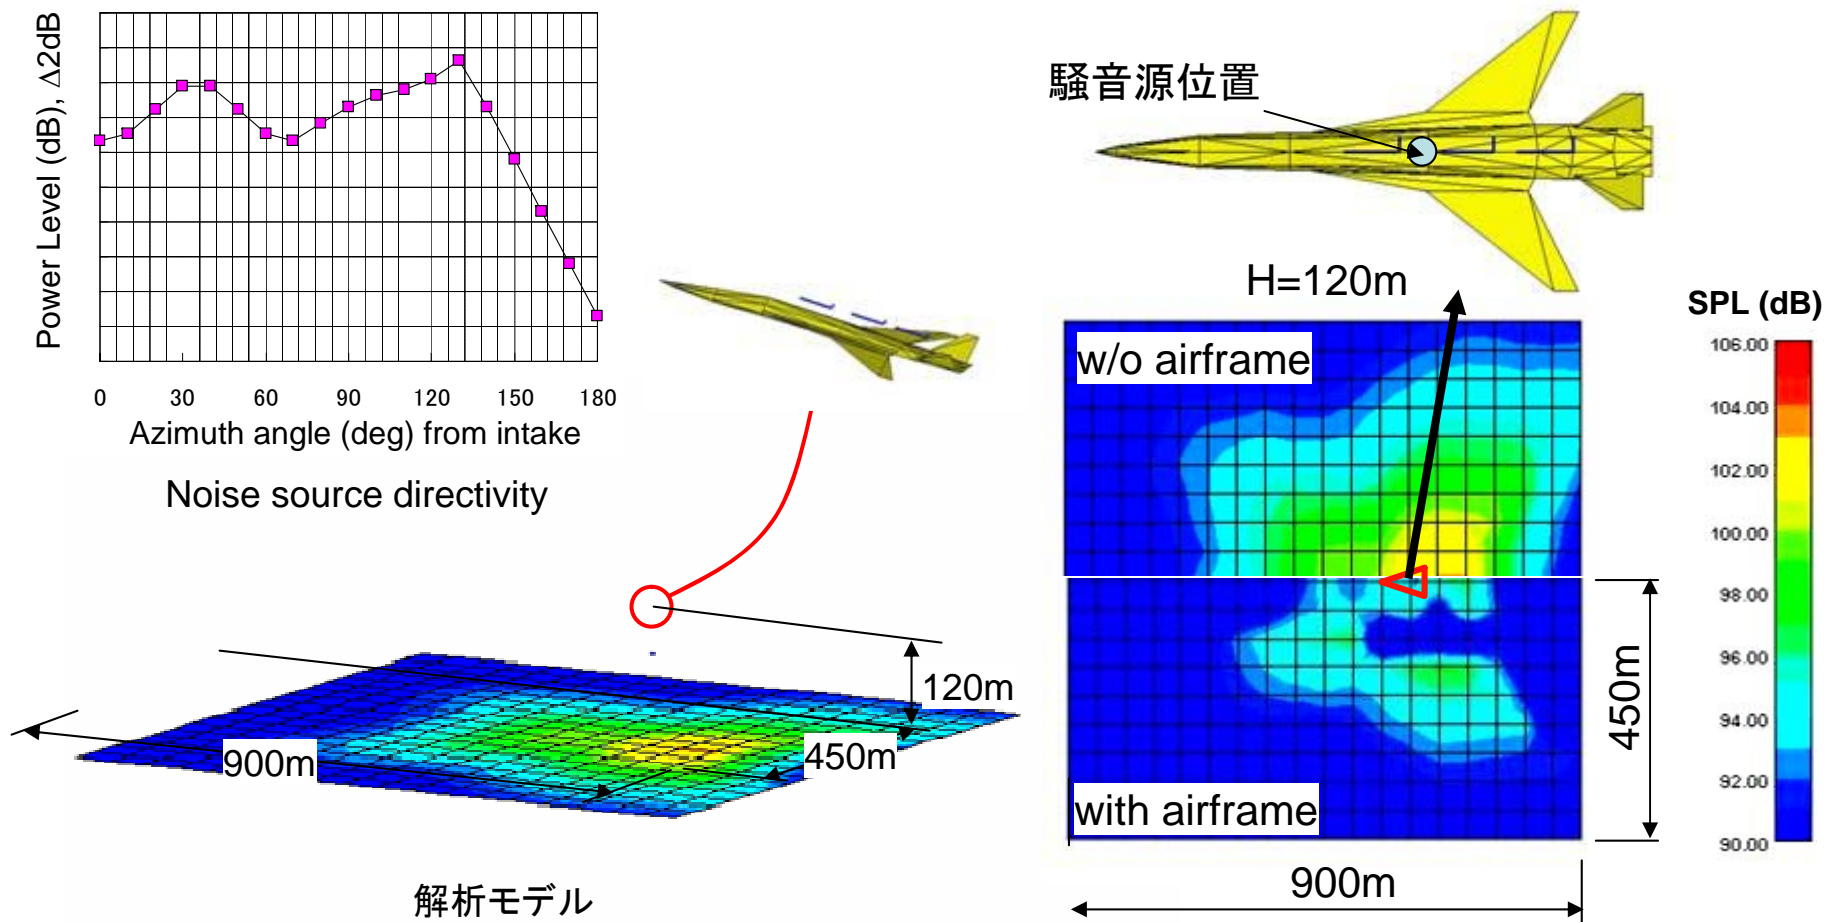 Power Level (dB), Δ2dB
0 30 60 90 120 150 180
Azimuth angle (deg) from intake
Noise source directivity
騒音源位置
H=120m
w/o airframe
with airframe
450m
900m
SPL (dB)
106.00
104.00
102.00
100.00
98.00
96.00
94.00
92.00
90.00
120m
450m
900m
解析モデル